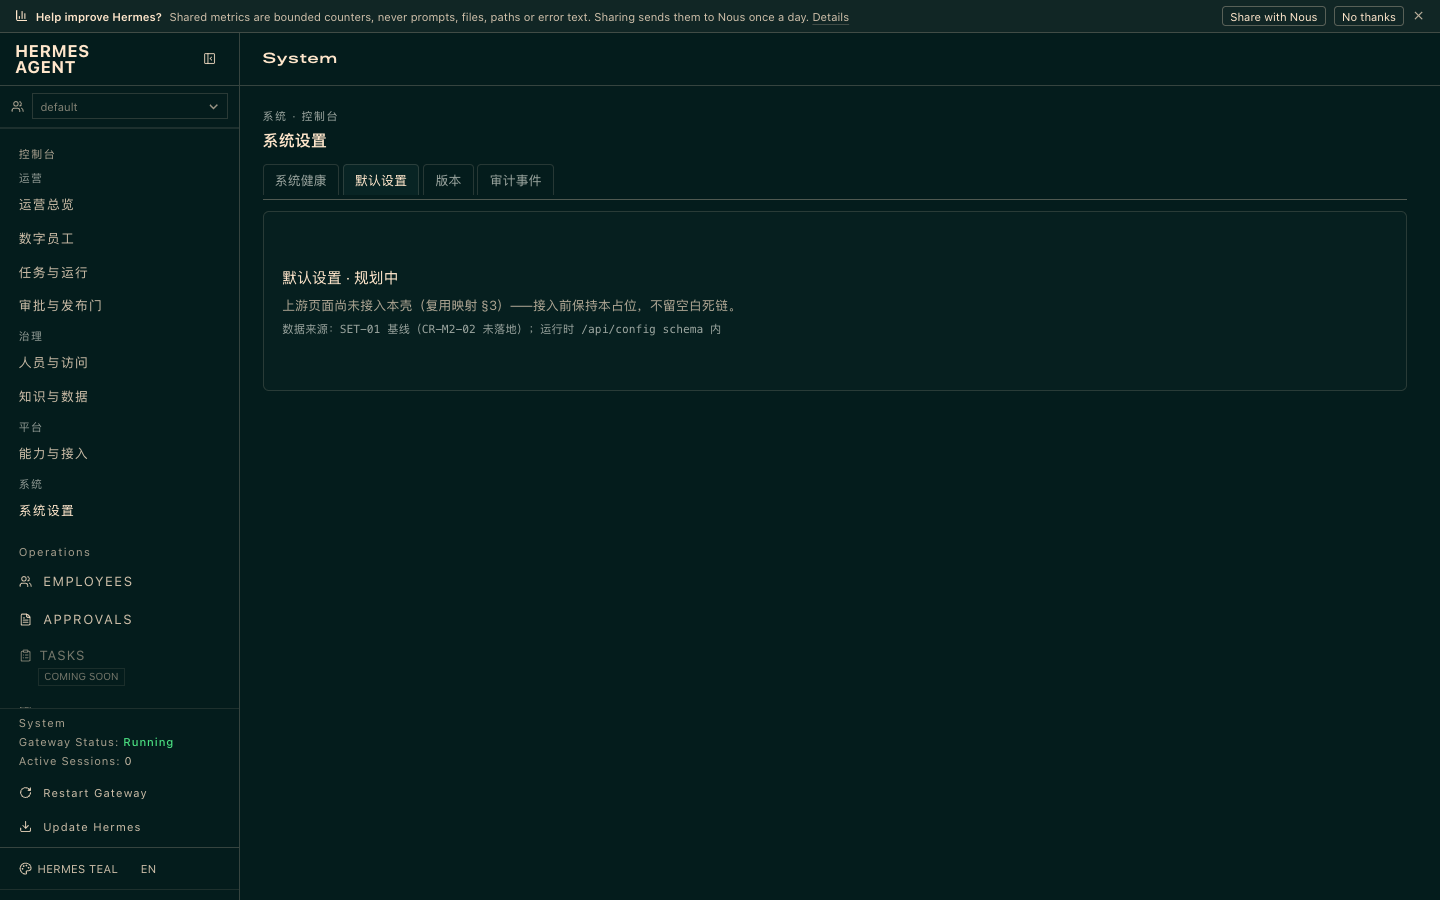 Help improve Hermes? Shared metrics are bounded counters, never prompts, files, paths or error text. Sharing sends them to Nous once a day. Details
Share with Nous
No thanks
HERMES
AGENT
System
default
控制台
运营
运营总览
数字员工
任务与运行
审批与发布门
治理
人员与访问
知识与数据
平台
能力与接入
系统
系统设置
Operations
EMPLOYEES
APPROVALS
TASKS
COMING SOON
System
Gateway Status: Running
Active Sessions: 0
Restart Gateway
Update Hermes
HERMES TEAL EN
系统 · 控制台
系统设置
系统健康 默认设置 版本 审计事件
默认设置 · 规划中
上游页面尚未接入本壳（复用映射 §3）——接入前保持本占位，不留空白死链。
数据来源: SET-01 基线（CR-M2-02 未落地）; 运行时 /api/config schema 内